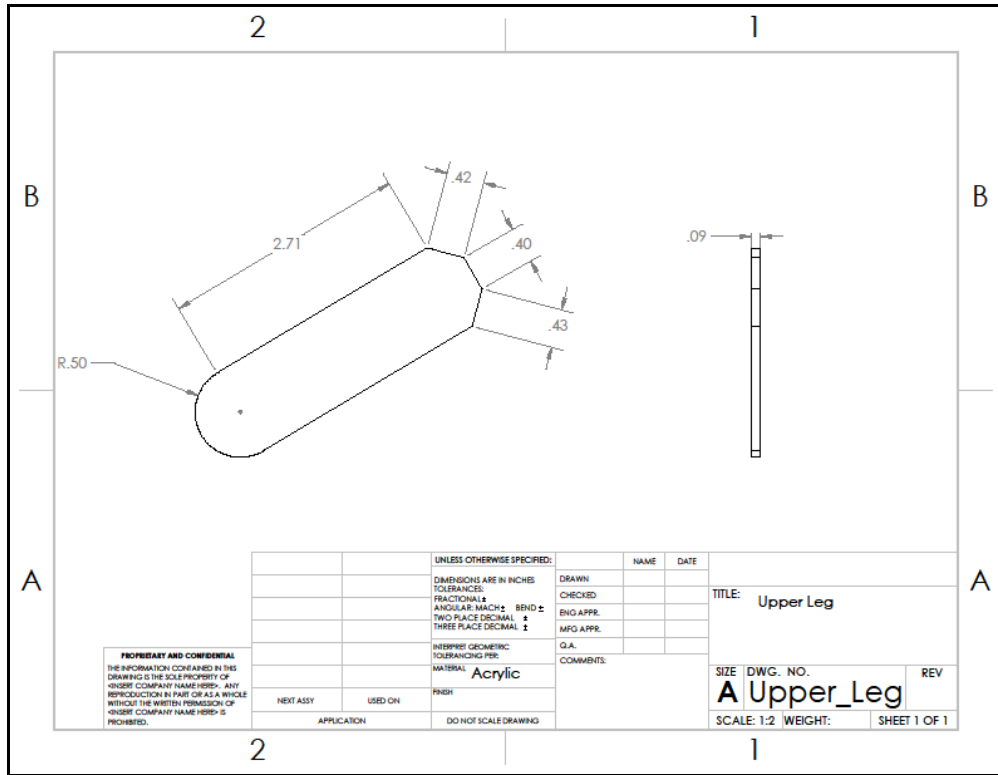 2
1
B
B
.42
2.71
.40
.09
.43
R.50
A
A
UNLESS OTHERWISE SPECIFIED:
NAME
DATE
DIMENSIONS ARE IN INCHES
TOLERANCES:
FRACTIONAL±
ANGULAR: MACH± BEND ±
TWO PLACE DECIMAL ±
THREE PLACE DECIMAL ±
DRAWN
CHECKED
ENG APPR.
MFG APPR.
Q.A.
COMMENTS:
INTERPRET GEOMETRIC
TOLERANCING PER:
MATERIAL
Acrylic
FINISH
DO NOT SCALE DRAWING
TITLE:
Upper Leg
SIZE DWG. NO. REV
A Upper_Leg
SCALE: 1:2 WEIGHT: SHEET 1 OF 1
NEXT ASSY
USED ON
APPLICATION
PROPRIETARY AND CONFIDENTIAL
THE INFORMATION CONTAINED IN THIS
DRAWING IS THE SOLE PROPERTY OF
<INSERT COMPANY NAME HERE>. ANY
REPRODUCTION IN PART OR AS A WHOLE
WITHOUT THE WRITTEN PERMISSION OF
<INSERT COMPANY NAME HERE> IS
PROHIBITED.
2
1